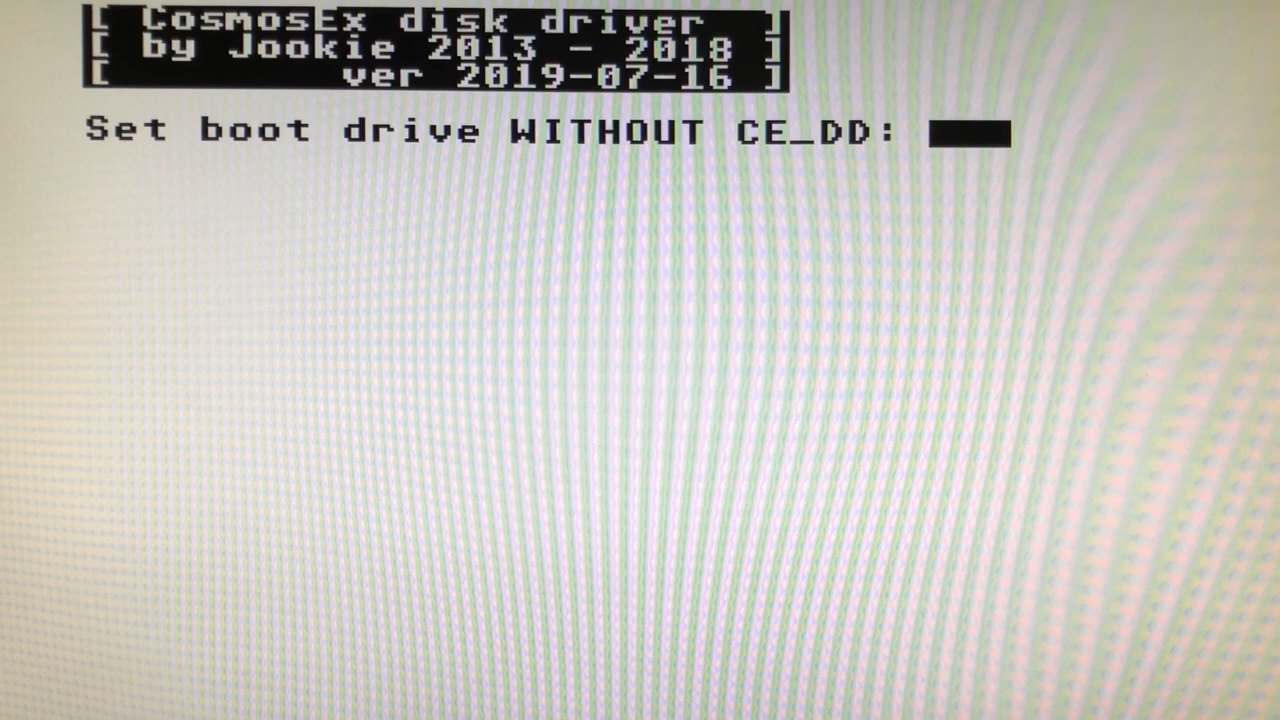 [ CosmosEx disk driver ]
[ by Jookie 2013 - 2018 ]
[ ver 2019-07-16 ]
Set boot drive WITHOUT CE_DD: